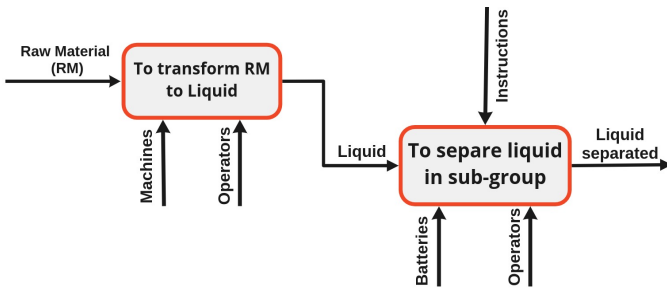 Raw Material
(RM)
To transform RM
to Liquid
Machines
Operators
Liquid
Instructions
To separe liquid
in sub-group
Liquid
separated
Batteries
Operators